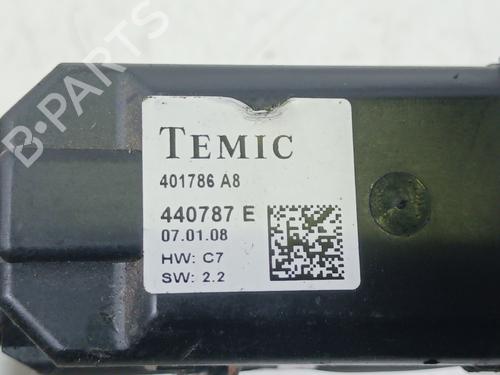 B-PARTS
TEMIC
401786 A8
440787 E
07.01.08
HW: C7
SW: 2.2